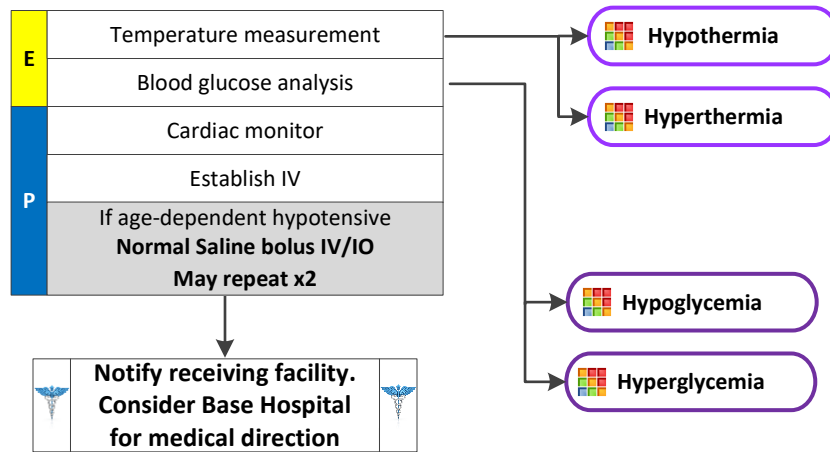 E
Temperature measurement
Blood glucose analysis
P
Cardiac monitor
Establish IV
If age-dependent hypotensive
Normal Saline bolus IV/IO
May repeat x2
Notify receiving facility.
Consider Base Hospital
for medical direction
Hypothermia
Hyperthermia
Hypoglycemia
Hyperglycemia